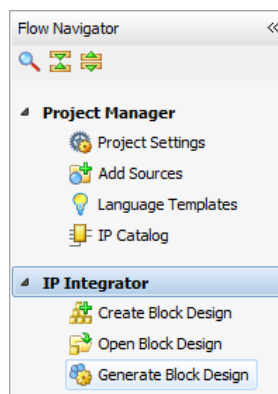 Flow Navigator
Project Manager
Project Settings
Add Sources
Language Templates
IP Catalog
IP Integrator
Create Block Design
Open Block Design
Generate Block Design